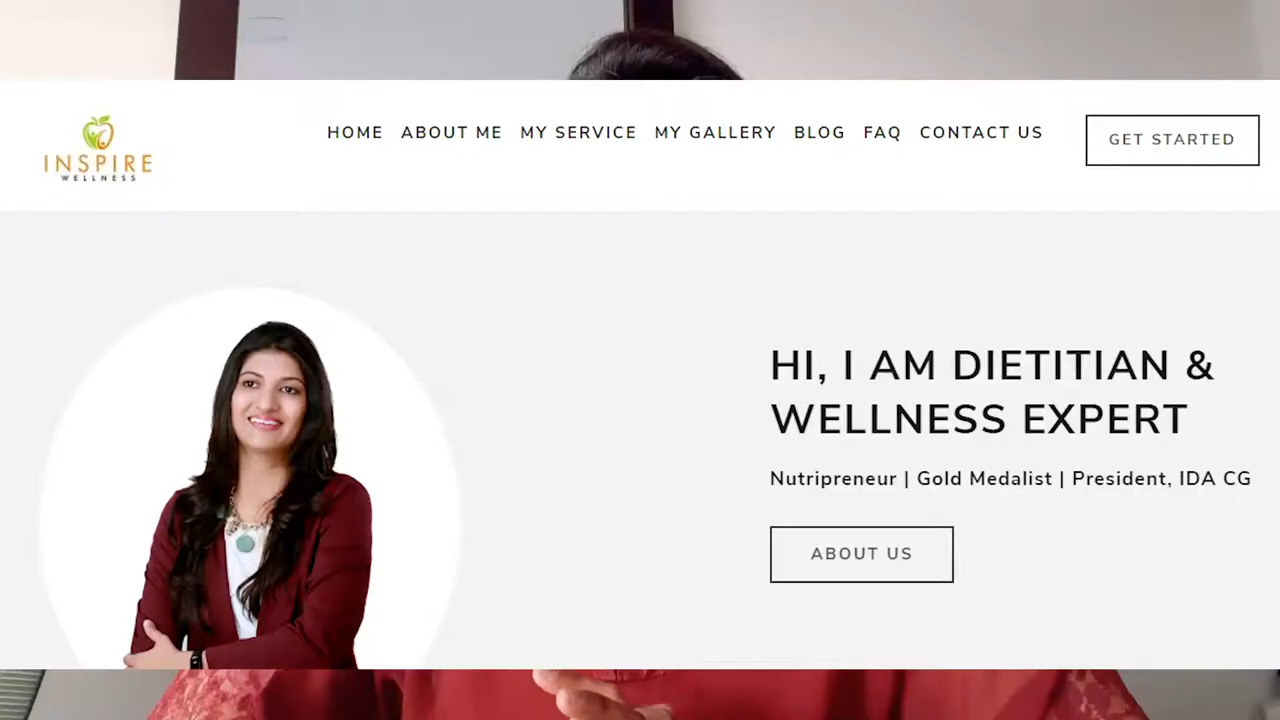 INSPIRE
WELLNESS
HOME ABOUT ME MY SERVICE MY GALLERY BLOG FAQ CONTACT US
GET STARTED
HI, I AM DIETITIAN &
WELLNESS EXPERT
Nutripreneur | Gold Medalist | President, IDA CG
ABOUT US